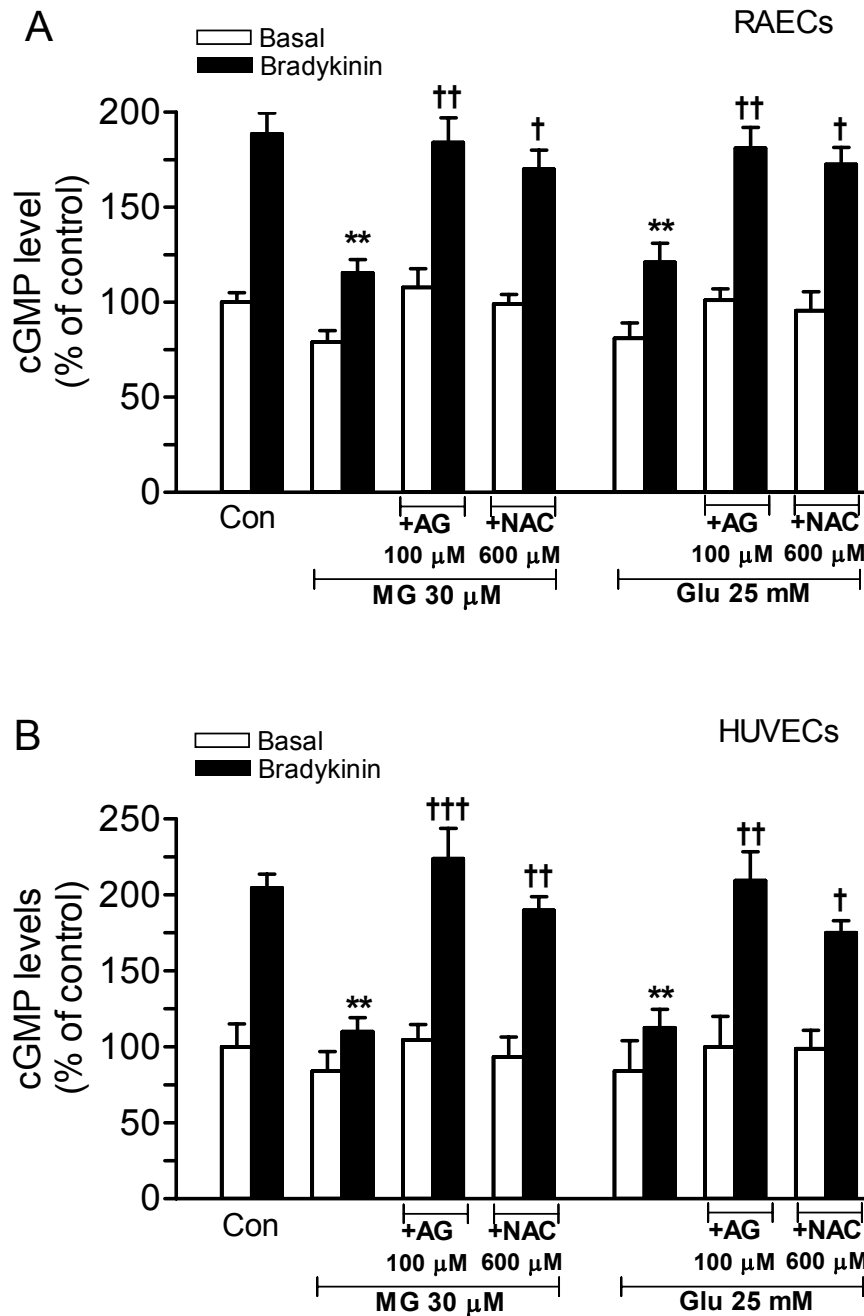 A
RAECs
Basal
Bradykinin
cGMP level
(% of control)
200
150
100
50
0
**
††
†
**
††
†
Con
+AG
+NAC
+AG
+NAC
100 μM
600 μM
100 μM
600 μM
MG 30 μM
Glu 25 mM
B
HUVECs
Basal
Bradykinin
cGMP levels
(% of control)
250
200
150
100
50
0
**
†††
††
**
††
†
Con
+AG
+NAC
+AG
+NAC
100 μM
600 μM
100 μM
600 μM
MG 30 μM
Glu 25 mM